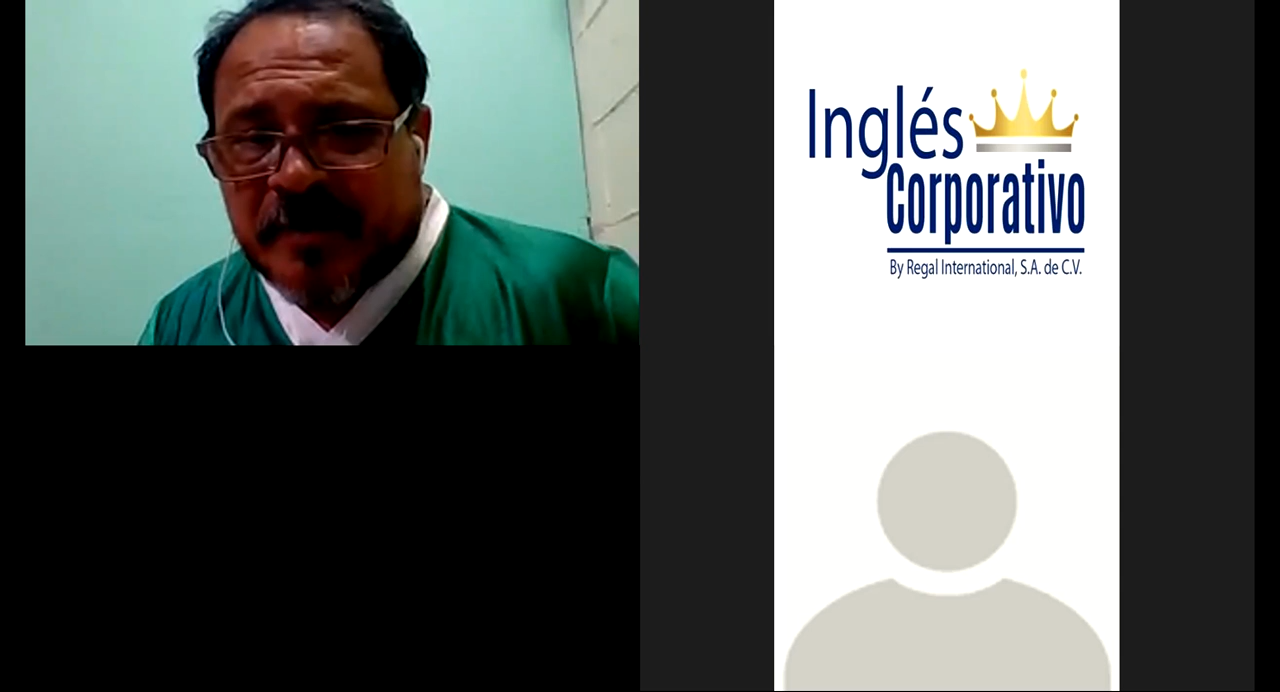 Inglés
Corporativo
By Regal International, S.A. de C.V.